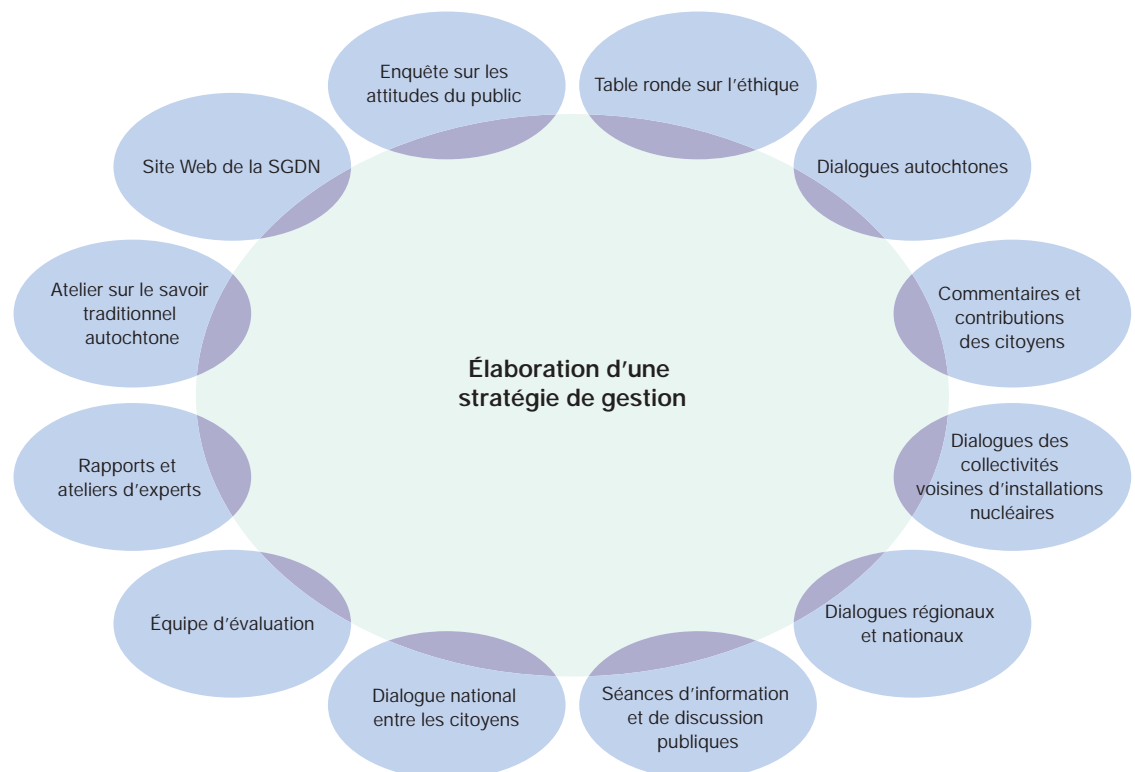 Enquête sur les
attitudes du public
Table ronde sur l'éthique
Site Web de la SGDN
Dialogues autochtones
Atelier sur le savoir
traditionnel
autochtone
Commentaires et
contributions
des citoyens
Élaboration d'une
stratégie de gestion
Rapports et
ateliers d'experts
Dialogues des
collectivités
voisines d'installations
nucléaires
Équipe d'évaluation
Dialogues régionaux
et nationaux
Dialogue national
entre les citoyens
Séances d'information
et de discussion
publiques